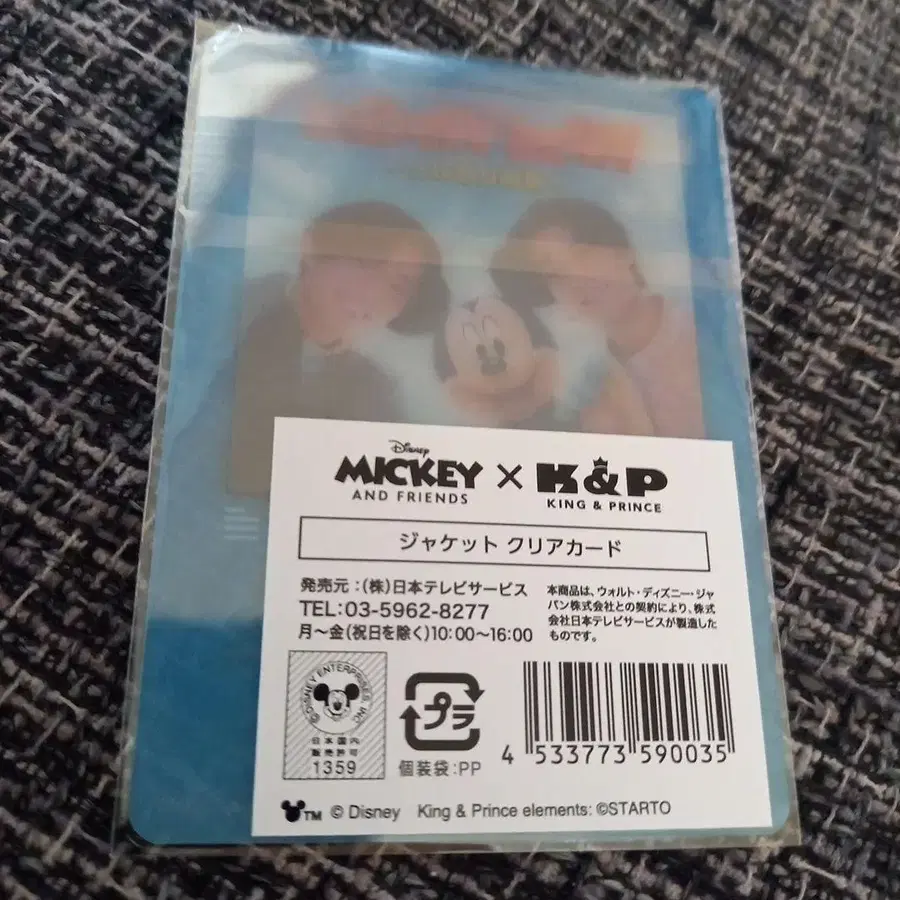 Disney
MICKEY × K&P
AND FRIENDS KING & PRINCE
ジャケット クリアカード
発売元:(株)日本テレビサービス
TEL:03-5962-8277
月〜金(祝日を除く)10:00〜16:00
本商品は、ウォルト・ディズニー・ジャ
パン株式会社との契約により、株式
会社日本テレビサービスが製造した
ものです。
©DISNEY ENTERPRISES, INC.
日本国内
販売許可
1359
プラ
個装袋:PP
4 533773 590035
TM © Disney King & Prince elements: ©STARTO